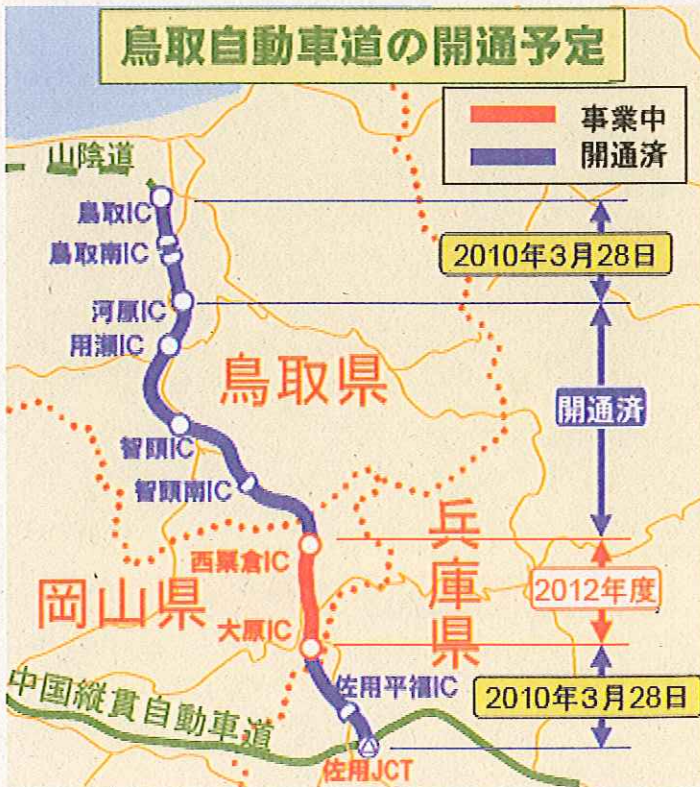 鳥取自動車道の開通予定
事業中
開通済
山陰道
鳥取IC
鳥取南IC
2010年3月28日
河原IC
用瀬IC
鳥取県
開通済
智頭IC
智頭南IC
兵庫県
西粟倉IC
2012年度
岡山県
大原IC
佐用平福IC
2010年3月28日
中国縦貫自動車道
佐用JCT